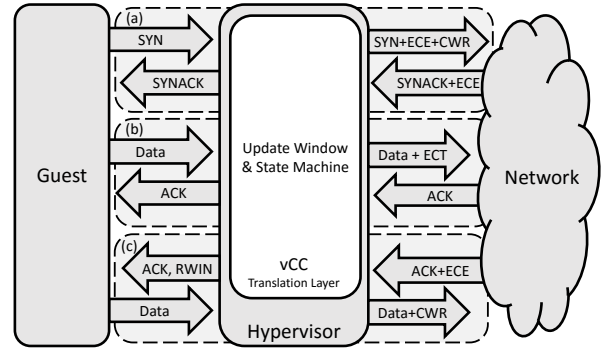 (a)
SYN
SYN+ECE+CWR
SYNACK
SYNACK+ECE
(b)
Data
Update Window
& State Machine
Data + ECT
Guest
Network
ACK
ACK
(c)
ACK, RWIN
vCC
Translation Layer
ACK+ECE
Data
Data+CWR
Hypervisor